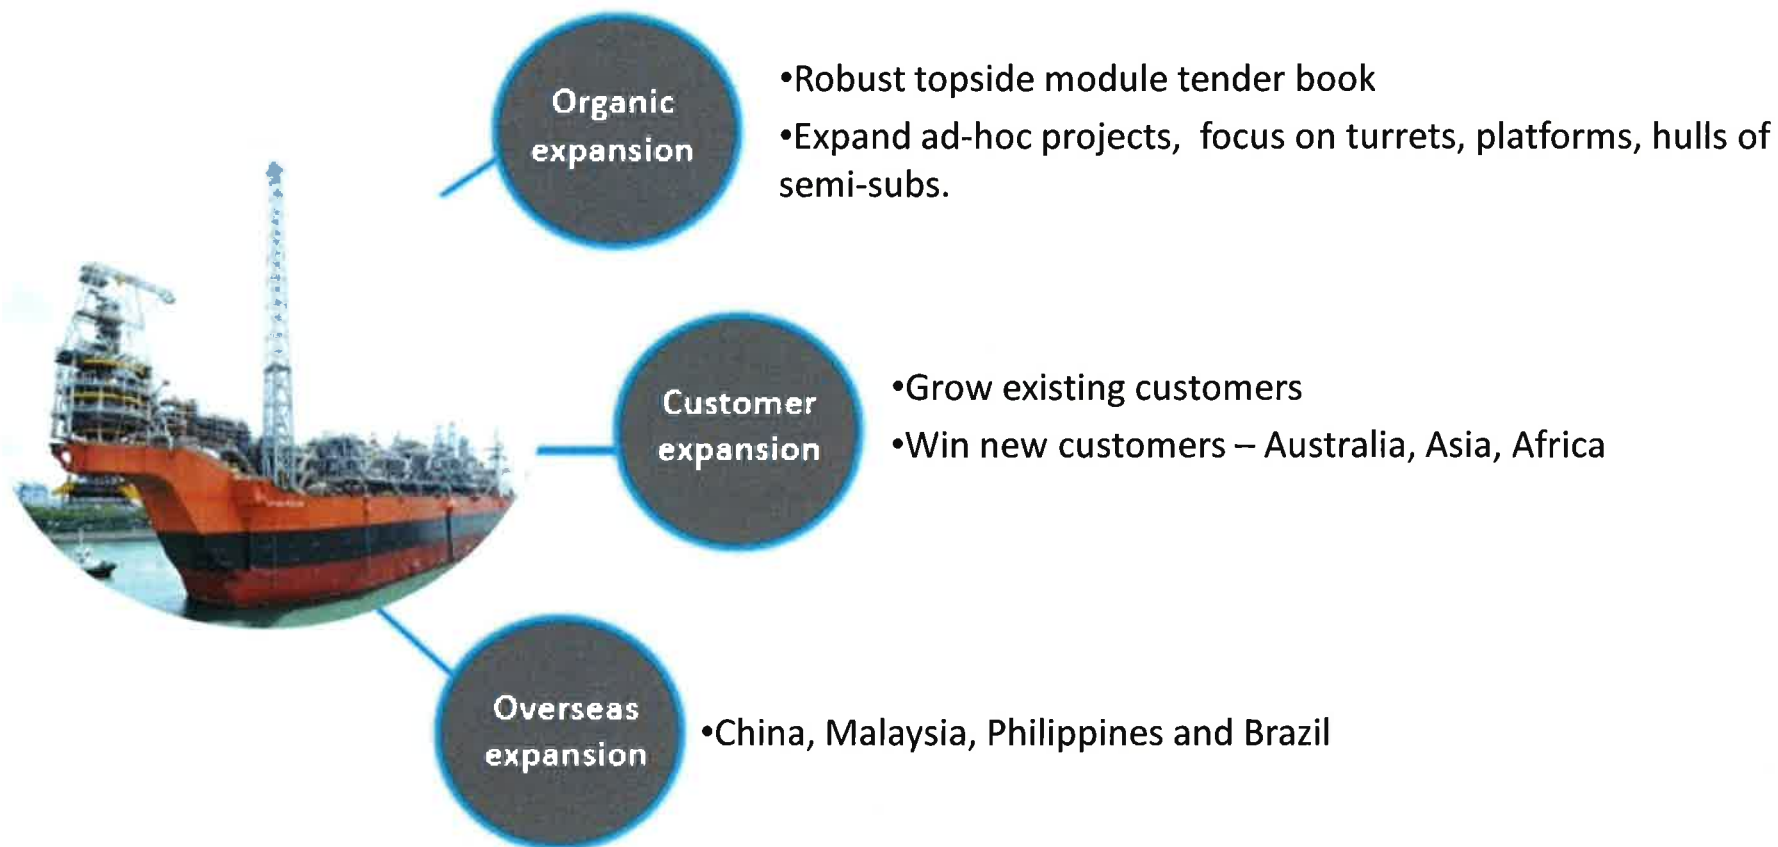 Organic
expansion
•Robust topside module tender book
•Expand ad-hoc projects,  focus on turrets, platforms, hulls of
semi-subs.
Customer
expansion
•Grow existing customers
•Win new customers – Australia, Asia, Africa
Overseas
expansion
•China, Malaysia, Philippines and Brazil